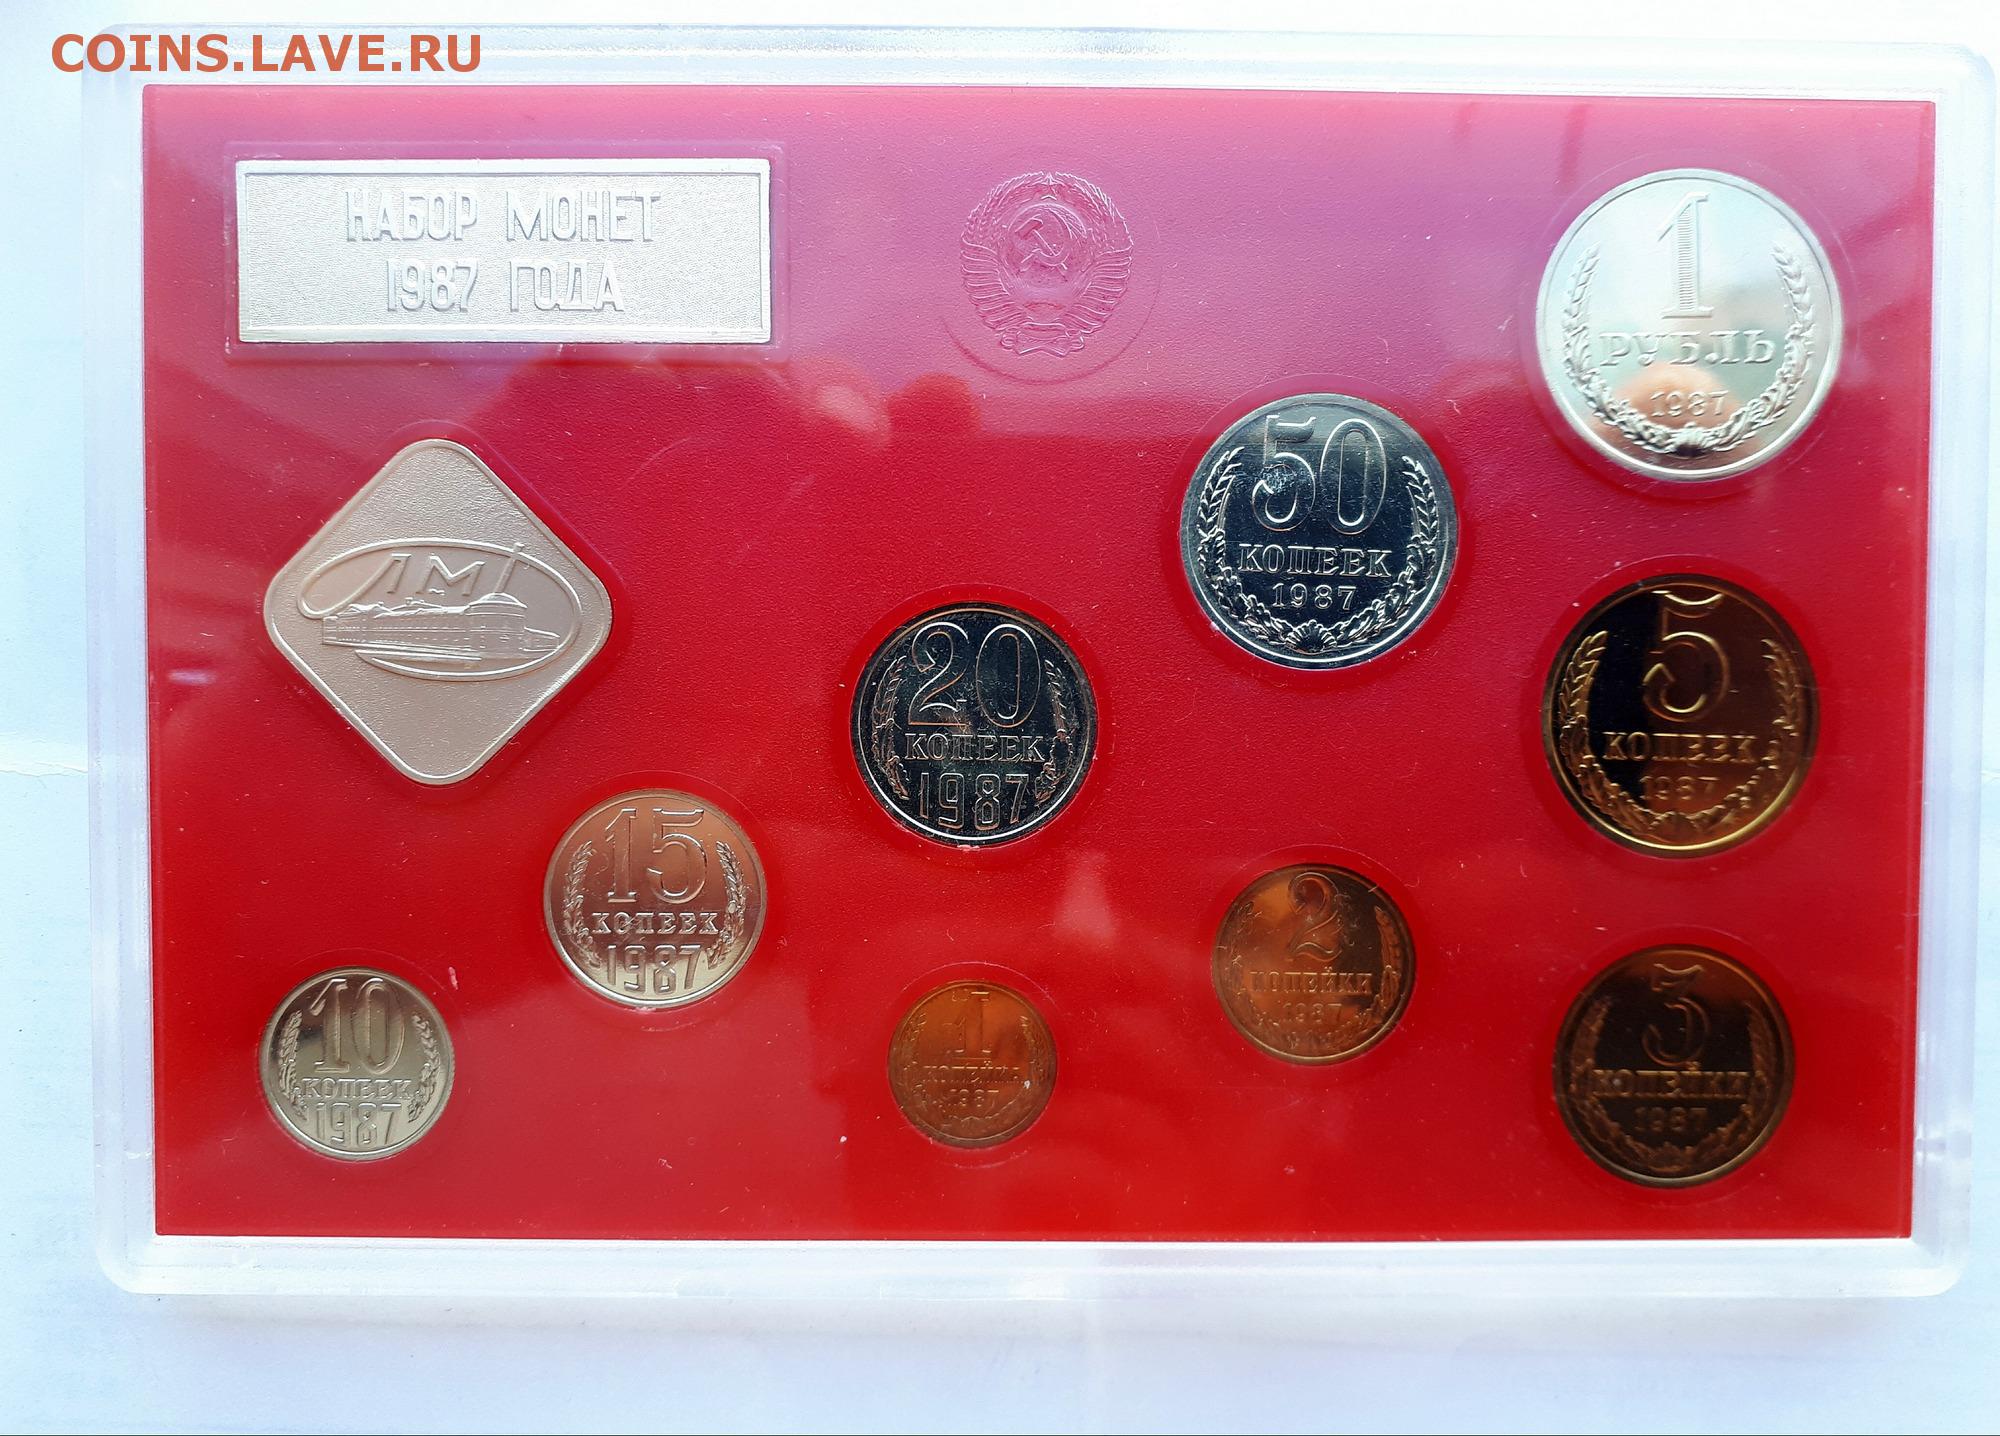 COINS.LAVE.RU
НАБОР МОНЕТ
1987 ГОДА
1
РУБЛЬ
1987
50
КОПЕЕК
1987
ЛМД
20
КОПЕЕК
1987
5
КОПЕЕК
1987
15
КОПЕЕК
1987
2
КОПЕЙКИ
1987
3
КОПЕЙКИ
1987
10
КОПЕЕК
1987
1
КОПЕЙКА
1987